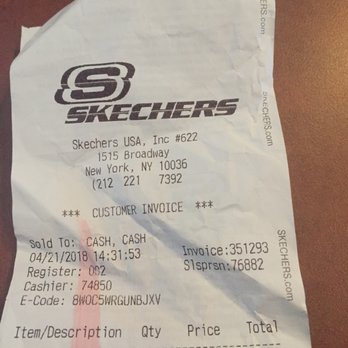 S
SKECHERS
Skechers USA, Inc #622
1515 Broadway
New York, NY 10036
(212 221 7392
*** CUSTOMER INVOICE ***
Sold To: CASH, CASH
04/21/2018 14:31:53 Invoice:351293
Register: 002 Slsprsn:76882
Cashier: 74850
E-Code: 8WOC5WRGUNBJXV
Item/Description Qty Price Total
SKECHERS.COM
SKECHERS.COM
SKECHERS.COM